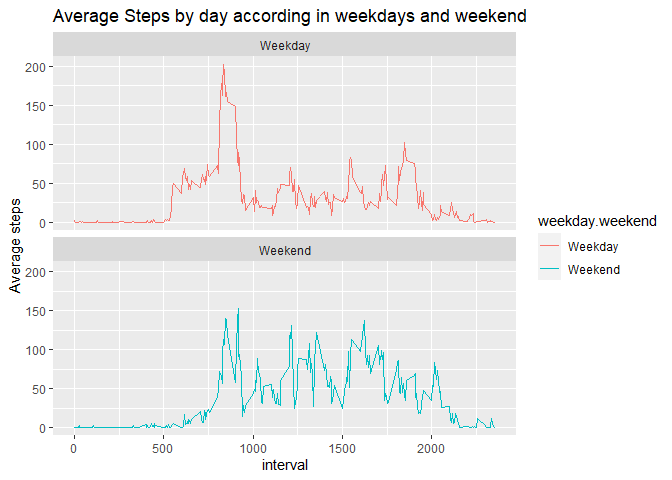 Average Steps by day according in weekdays and weekend
Weekday
200
150
100
50
0
Weekend
200
150
100
50
0
0 500 1000 1500 2000
interval
Average steps
weekday.weekend
Weekday
Weekend